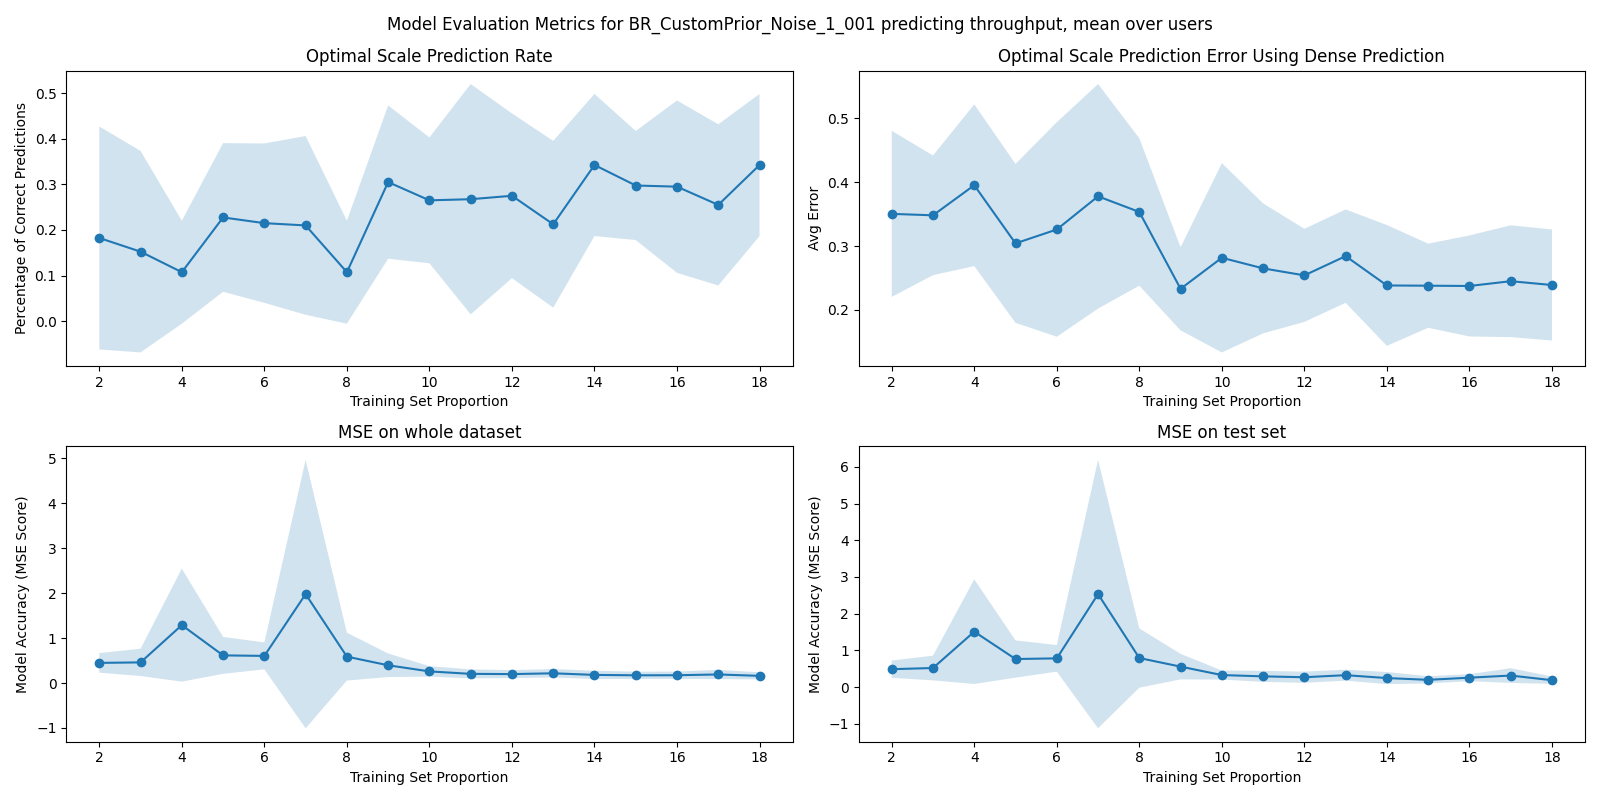 Model Evaluation Metrics for BR_CustomPrior_Noise_1_001 predicting throughput, mean over users
Optimal Scale Prediction Rate
Percentage of Correct Predictions
0.5
0.4
0.3
0.2
0.1
0.0
2 4 6 8 10 12 14 16 18
Training Set Proportion
Optimal Scale Prediction Error Using Dense Prediction
Avg Error
0.5
0.4
0.3
0.2
2 4 6 8 10 12 14 16 18
Training Set Proportion
MSE on whole dataset
Model Accuracy (MSE Score)
5
4
3
2
1
0
−1
2 4 6 8 10 12 14 16 18
Training Set Proportion
MSE on test set
Model Accuracy (MSE Score)
6
5
4
3
2
1
0
−1
2 4 6 8 10 12 14 16 18
Training Set Proportion